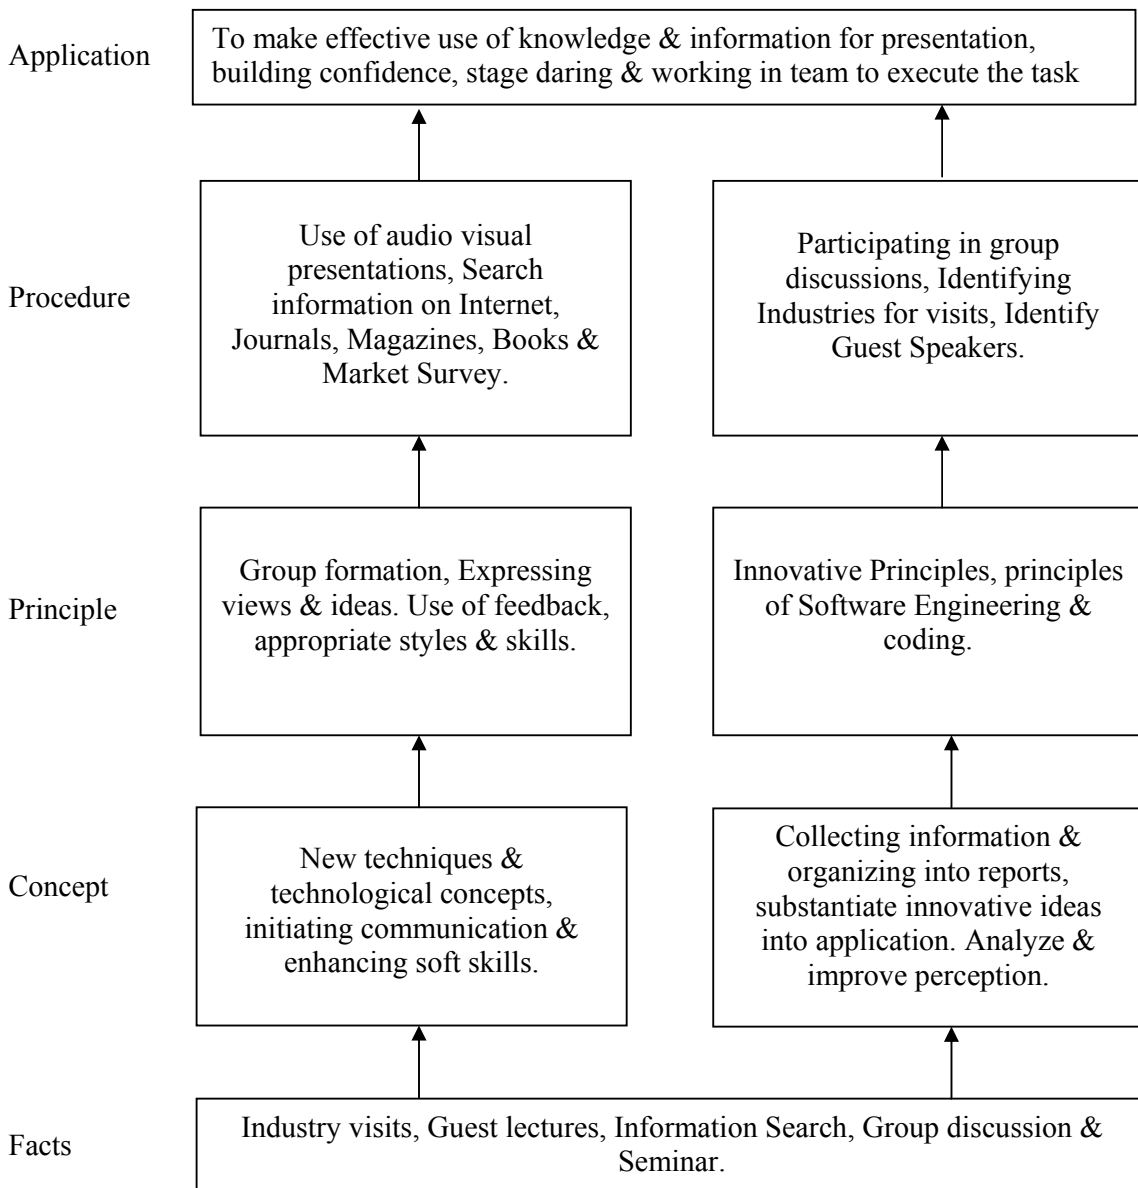 Application
To make effective use of knowledge & information for presentation,
building confidence, stage daring & working in team to execute the task
Procedure
Use of audio visual
presentations, Search
information on Internet,
Journals, Magazines, Books &
Market Survey.
Participating in group
discussions, Identifying
Industries for visits, Identify
Guest Speakers.
Principle
Group formation, Expressing
views & ideas. Use of feedback,
appropriate styles & skills.
Innovative Principles, principles
of Software Engineering &
coding.
Concept
New techniques &
technological concepts,
initiating communication &
enhancing soft skills.
Collecting information &
organizing into reports,
substantiate innovative ideas
into application. Analyze &
improve perception.
Facts
Industry visits, Guest lectures, Information Search, Group discussion &
Seminar.